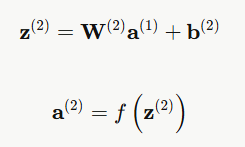 z⁽²⁾ = W⁽²⁾a⁽¹⁾ + b⁽²⁾
a⁽²⁾ = f(z⁽²⁾)